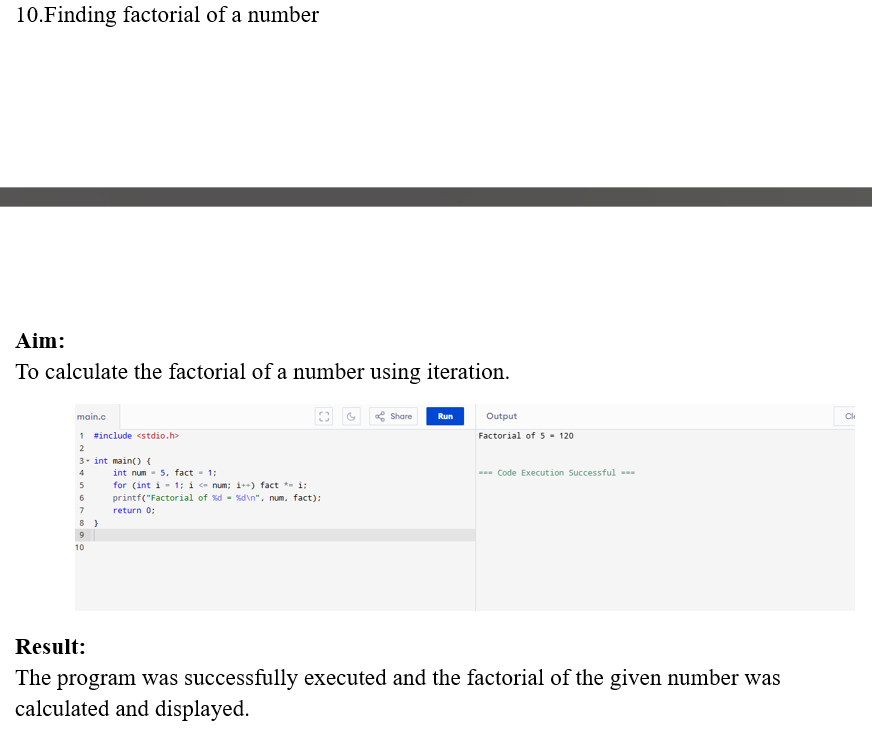 10.Finding factorial of a number
Aim:
To calculate the factorial of a number using iteration.
main.c
Share
Run
Output
1 #include <stdio.h>
2
3 int main() {
4 int num = 5, fact = 1;
5 for (int i = 1; i <= num; i++) fact *= i;
6 printf("Factorial of %d = %d\n", num, fact);
7 return 0;
8 }
9
10
Factorial of 5 = 120
=== Code Execution Successful ===
Result:
The program was successfully executed and the factorial of the given number was
calculated and displayed.